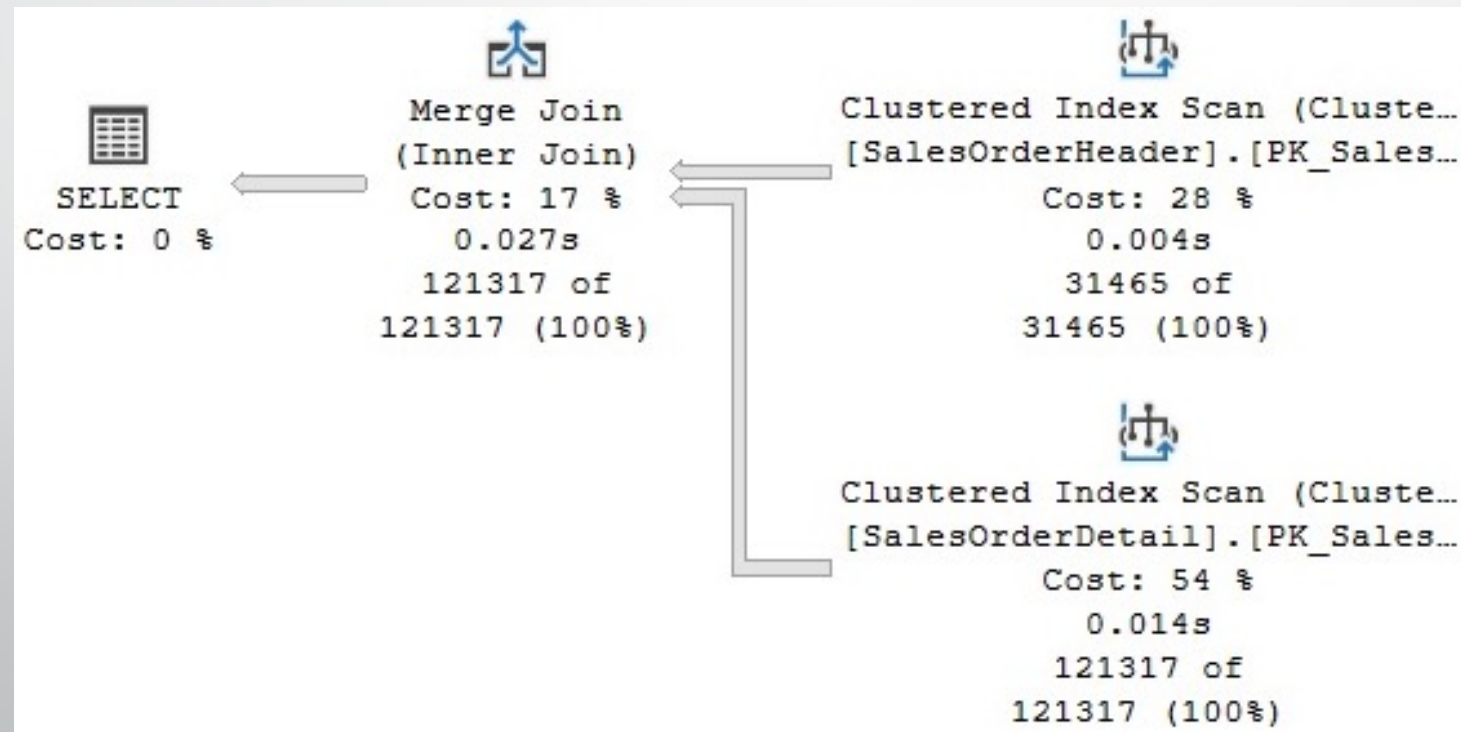 SELECT
Cost: 0 %
Merge Join
(Inner Join)
Cost: 17 %
0.027s
121317 of
121317 (100%)
Clustered Index Scan (Cluste…
[SalesOrderHeader].[PK_Sales…
Cost: 28 %
0.004s
31465 of
31465 (100%)
Clustered Index Scan (Cluste…
[SalesOrderDetail].[PK_Sales…
Cost: 54 %
0.014s
121317 of
121317 (100%)